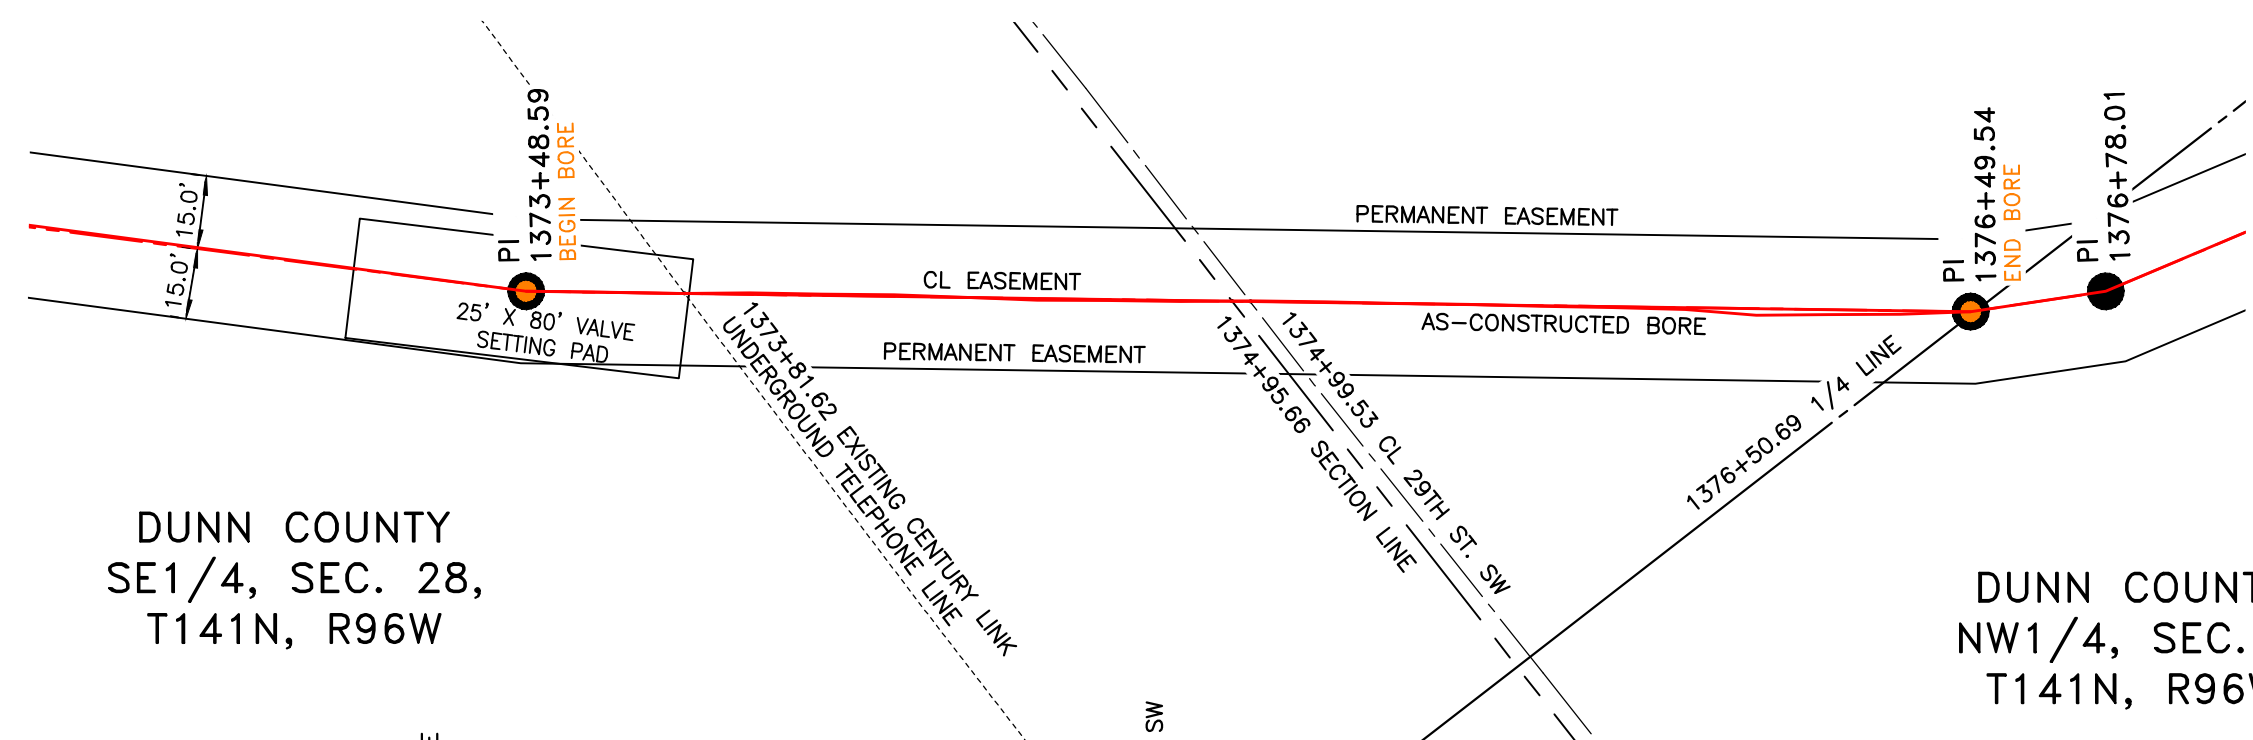 15.0'
15.0'
PI
1373+48.59
BEGIN BORE
25' X 80' VALVE
SETTING PAD
PERMANENT EASEMENT
CL EASEMENT
PERMANENT EASEMENT
AS-CONSTRUCTED BORE
1373+81.62 EXISTING CENTURY LINK
UNDERGROUND TELEPHONE LINE
1374+95.66 SECTION LINE
1374+99.53 CL 29TH ST. SW
PI
1376+49.54
END BORE
PI
1376+78.01
1376+50.69 1/4 LINE
DUNN COUNTY
SE1/4, SEC. 28,
T141N, R96W
DUNN COUNT
NW1/4, SEC.
T141N, R96W
SW